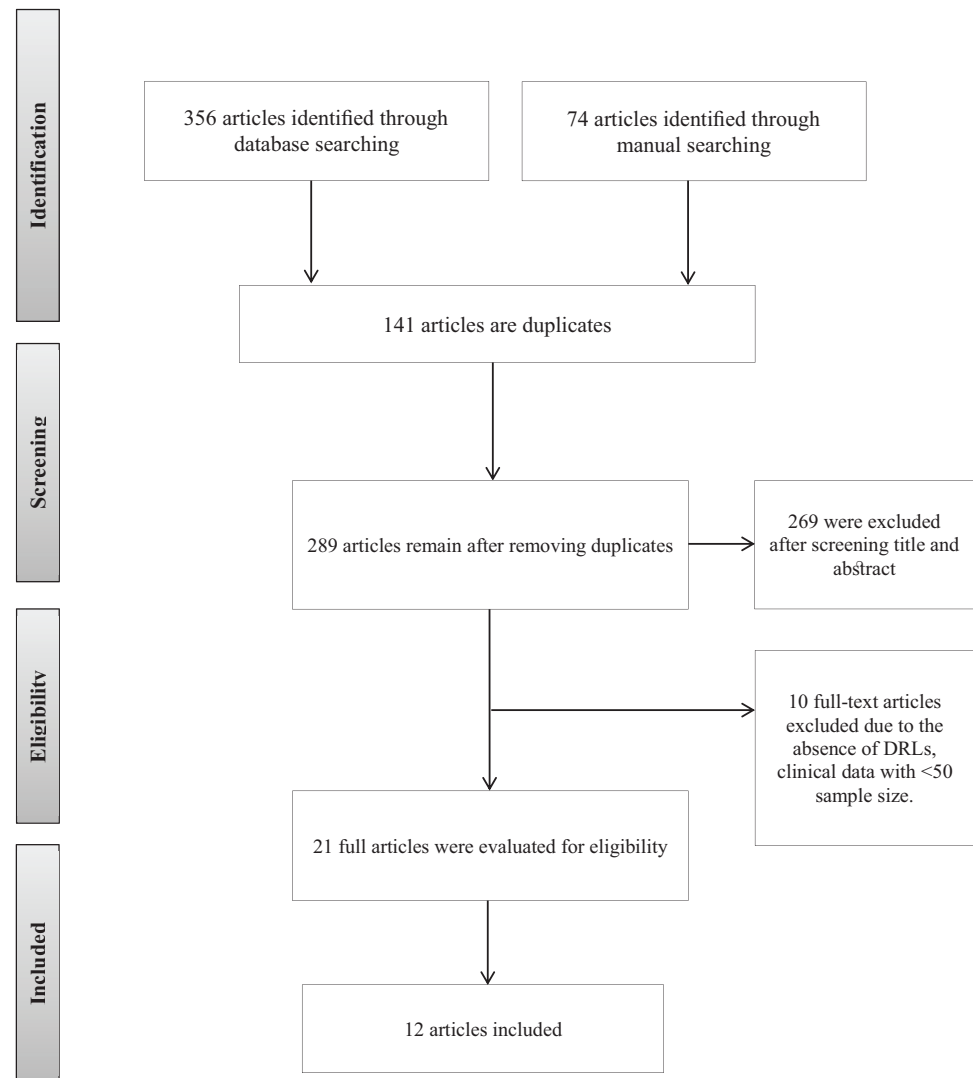 Identification
356 articles identified through
database searching
74 articles identified through
manual searching
141 articles are duplicates
Screening
289 articles remain after removing duplicates
269 were excluded
after screening title and
abstract
Eligibility
10 full-text articles
excluded due to the
absence of DRLs,
clinical data with <50
sample size.
21 full articles were evaluated for eligibility
Included
12 articles included